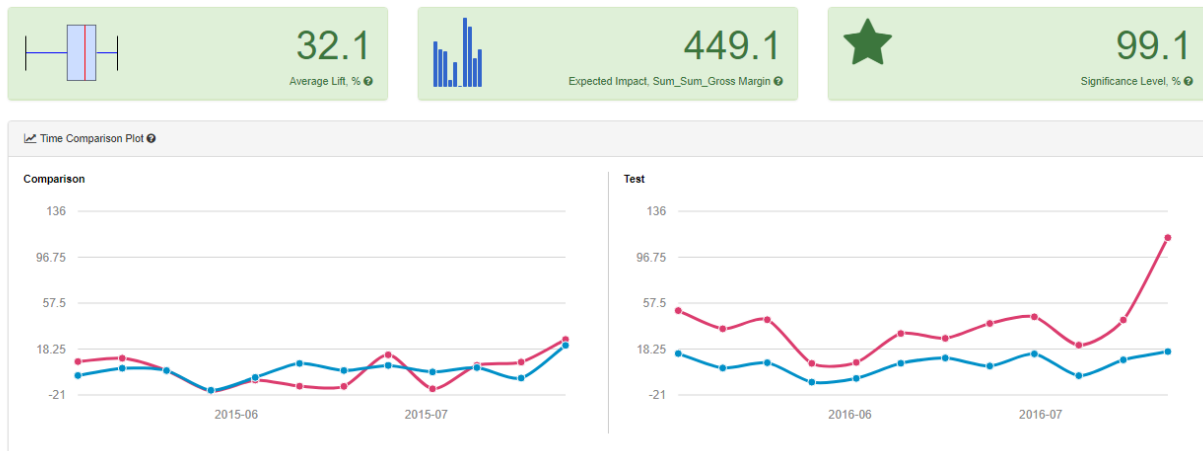 32.1
Average Lift, %
449.1
Expected Impact, Sum_Sum_Gross Margin
99.1
Significance Level, %
Time Comparison Plot
Comparison
136
96.75
57.5
18.25
-21
2015-06 2015-07
Test
136
96.75
57.5
18.25
-21
2016-06 2016-07